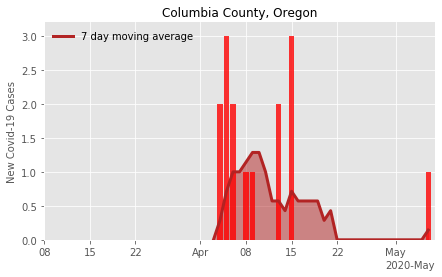 Columbia County, Oregon
7 day moving average
New Covid-19 Cases
3.0
2.5
2.0
1.5
1.0
0.5
0.0
08 15 22 Apr 08 15 22 May
2020-May